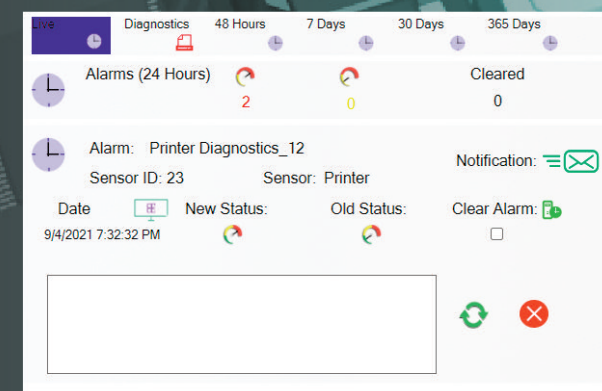 Live Diagnostics 48 Hours 7 Days 30 Days 365 Days
Alarms (24 Hours) Cleared
2 0 0
Alarm: Printer Diagnostics_12
Notification:
Sensor ID: 23 Sensor: Printer
Date New Status: Old Status: Clear Alarm:
9/4/2021 7:32:32 PM